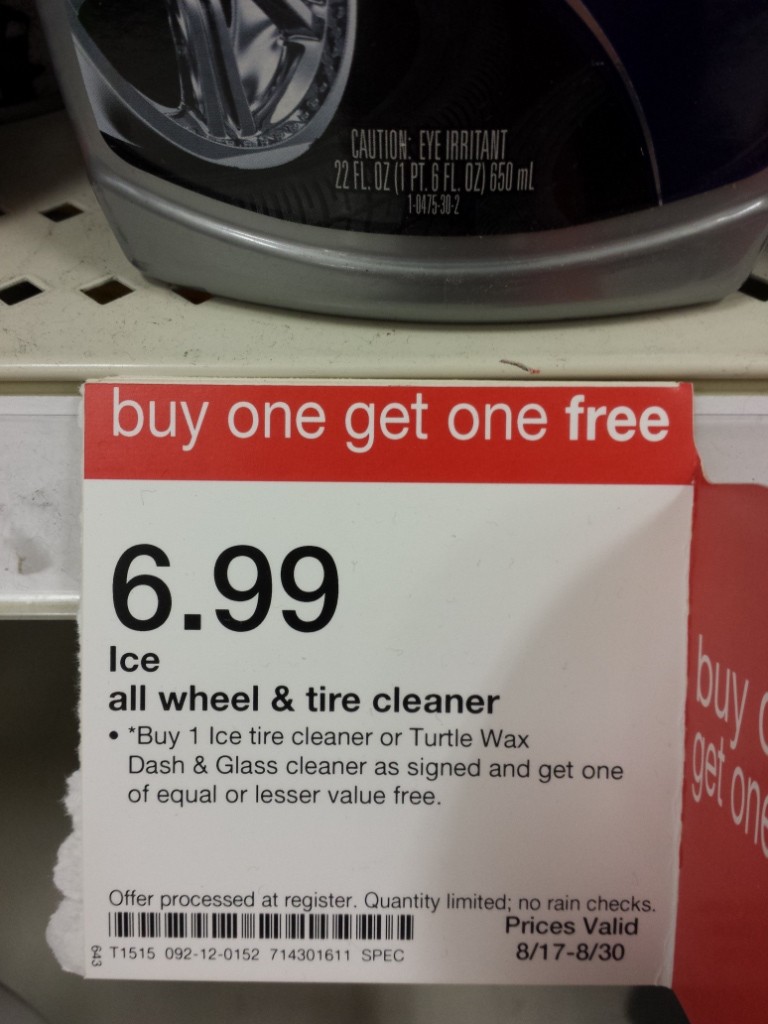 CAUTION: EYE IRRITANT
22 FL. OZ (1 PT. 6 FL. OZ) 650 mL
1-0475-30-2
buy one get one free
6.99
Ice
all wheel & tire cleaner
• *Buy 1 Ice tire cleaner or Turtle Wax
Dash & Glass cleaner as signed and get one
of equal or lesser value free.
Offer processed at register. Quantity limited; no rain checks.
Prices Valid
8/17-8/30
643 T1515 092-12-0152 714301611 SPEC
buy
get one